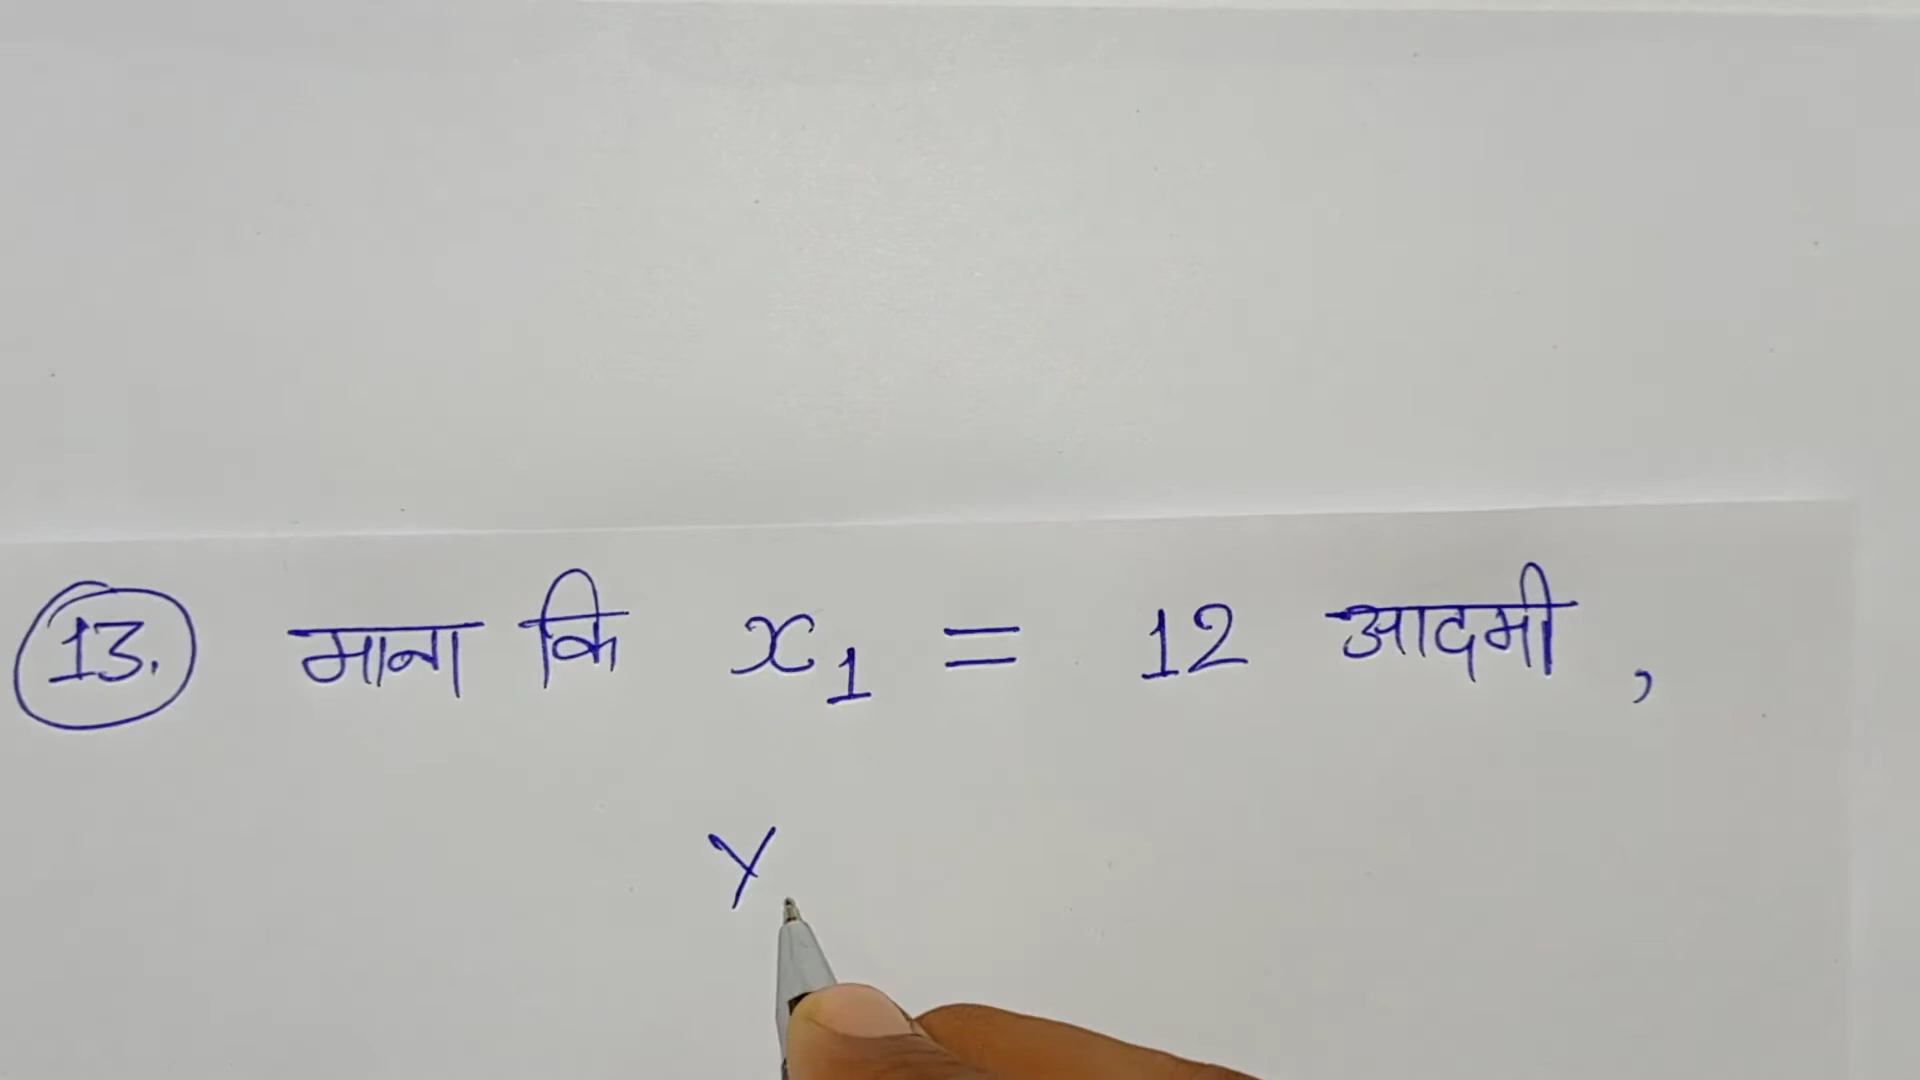 13. माना कि x₁ = 12 आदमी ,
y